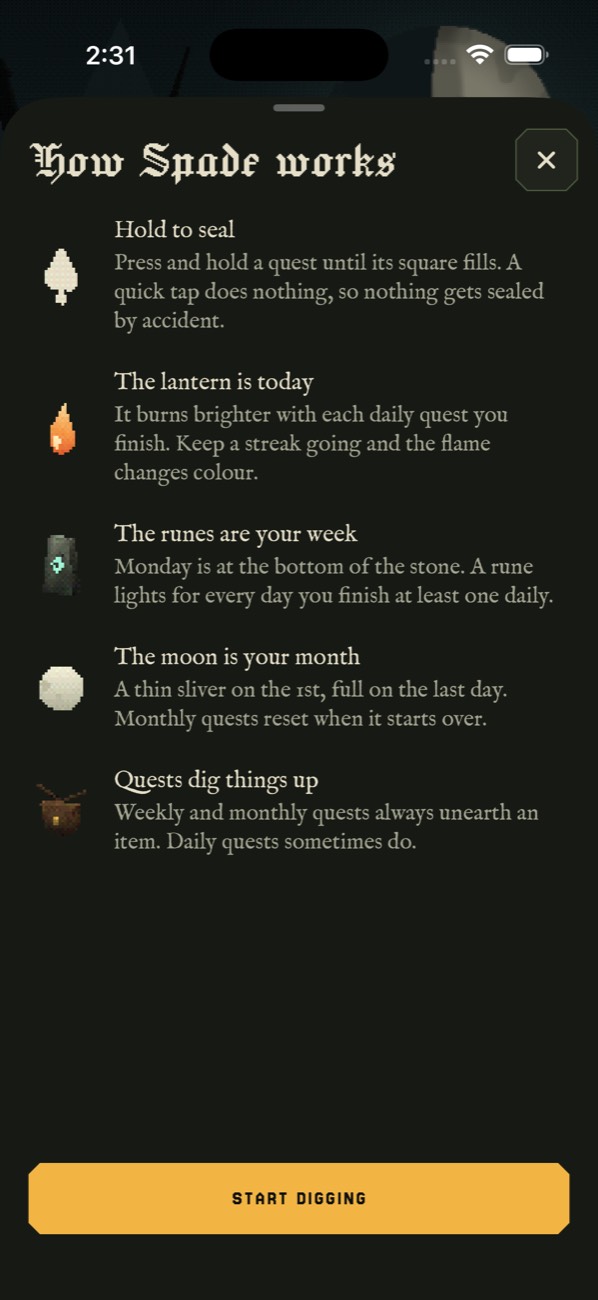 2:31
How Spade works
Hold to seal
Press and hold a quest until its square fills. A
quick tap does nothing, so nothing gets sealed
by accident.
The lantern is today
It burns brighter with each daily quest you
finish. Keep a streak going and the flame
changes colour.
The runes are your week
Monday is at the bottom of the stone. A rune
lights for every day you finish at least one daily.
The moon is your month
A thin sliver on the 1st, full on the last day.
Monthly quests reset when it starts over.
Quests dig things up
Weekly and monthly quests always unearth an
item. Daily quests sometimes do.
START DIGGING